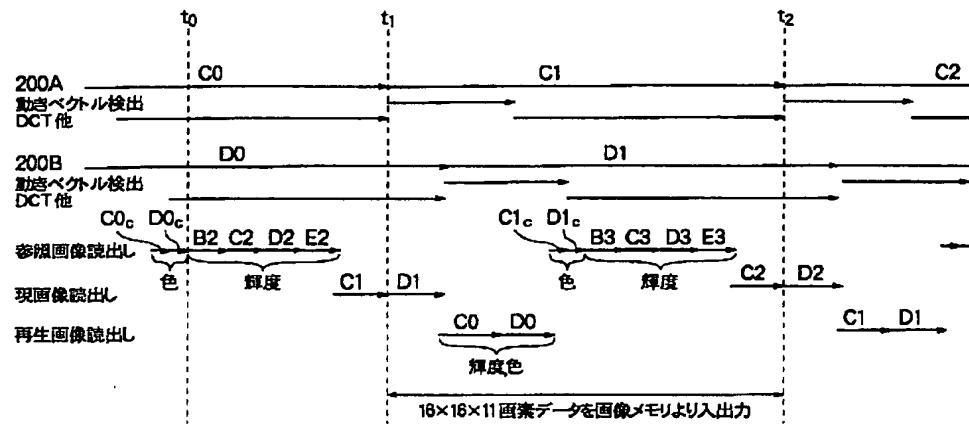 t0 t1 t2
200A C0 C1 C2
動きベクトル検出
DCT他
200B D0 D1
動きベクトル検出
DCT他
C0c D0c C1c D1c
参照画像読出し B2 C2 D2 E2 B3 C3 D3 E3
色 輝度 色 輝度
現画像読出し C1 D1 C2 D2
再生画像読出し C0 D0 C1 D1
輝度,色
16×16×11画素データを画像メモリより入出力